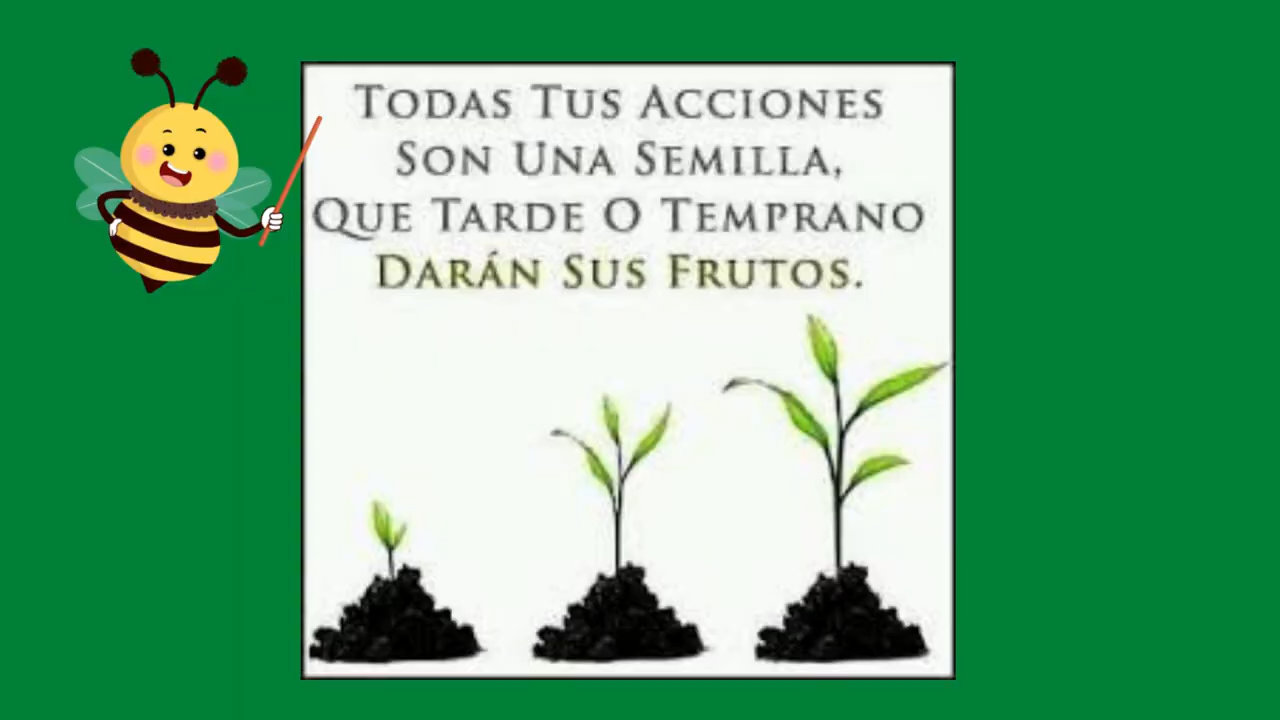 Todas Tus Acciones
Son Una Semilla,
Que Tarde O Temprano
Darán Sus Frutos.